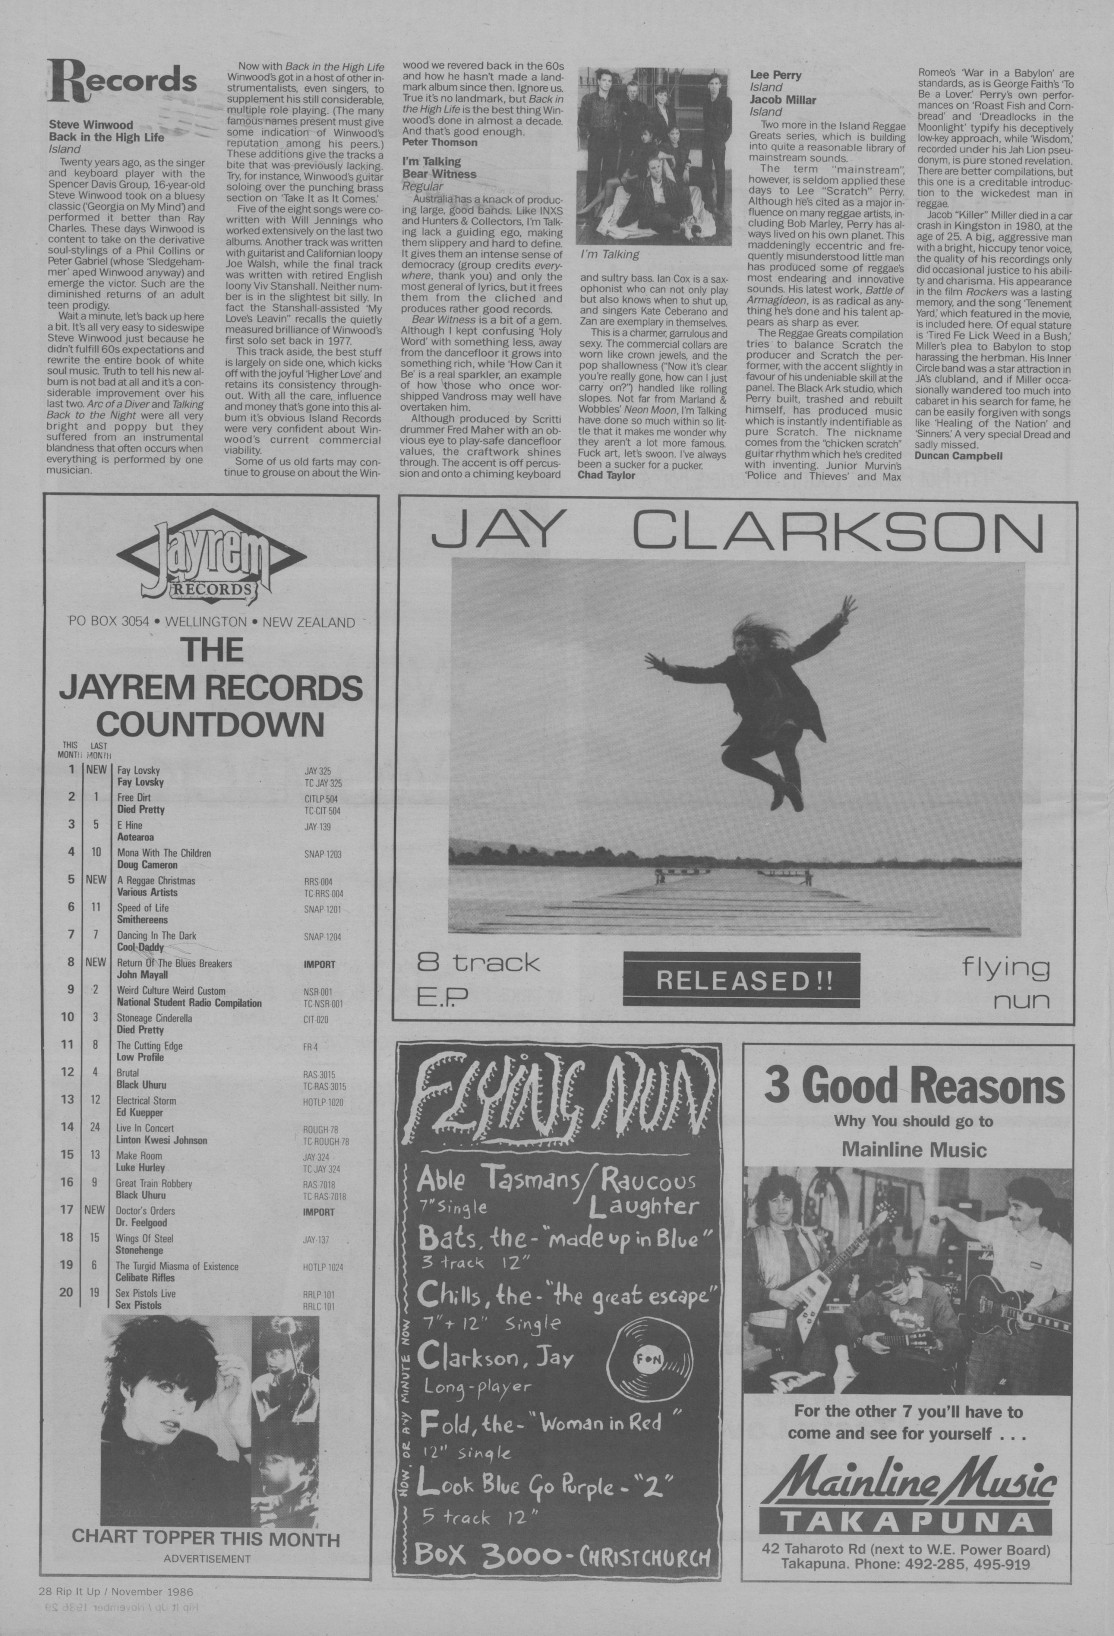 Records
Steve Winwood
Back in the High Life
Island
Twenty years ago, as the singer
and keyboard player with the
Spencer Davis Group, 16-year-old
Steve Winwood took on a bluesy
classic ('Georgia on My Mind') and
performed it better than Ray
Charles. These days Winwood is
content to take on the derivative
soul-stylings of a Phil Collins or
Peter Gabriel (whose 'Sledgeham-
mer' aped Winwood anyway) and
emerge the victor. Such are the
diminished returns of an adult
teen prodigy.
Wait a minute, let's back up here
a bit. It's all very easy to sideswipe
Steve Winwood just because he
didn't fulfill 60s expectations and
rewrite the entire book of white
soul music. Truth to tell his new al-
bum is not bad at all and it's a con-
siderable improvement over his
last two. Arc of a Diver and Talking
Back to the Night were all very
bright and poppy but they
suffered from an instrumental
blandness that often occurs when
everything is performed by one
musician.
Now with Back in the High Life
Winwood's got in a host of other in-
strumentalists, even singers, to
supplement his still considerable,
multiple role playing. (The many
famous names present must give
some indication of Winwood's
reputation among his peers.)
These additions give the tracks a
bite that was previously lacking.
Try, for instance, Winwood's guitar
soloing over the punching brass
section on 'Take It as It Comes.'
Five of the eight songs were co-
written with Will Jennings who
worked extensively on the last two
albums. Another track was written
with guitarist and Californian loopy
Joe Walsh, while the final track
was written with retired English
loony Viv Stanshall. Neither num-
ber is in the slightest bit silly. In
fact the Stanshall-assisted 'My
Love's Leavin'' recalls the quietly
measured brilliance of Winwood's
first solo set back in 1977.
This track aside, the best stuff
is largely on side one, which kicks
off with the joyful 'Higher Love' and
retains its consistency through-
out. With all the care, influence
and money that's gone into this al-
bum it's obvious Island Records
were very confident about Win-
wood's current commercial
viability.
Some of us old farts may con-
tinue to grouse on about the Win-
wood we revered back in the 60s
and how he hasn't made a land-
mark album since then. Ignore us.
True it's no landmark, but Back in
the High Life is the best thing Win-
wood's done in almost a decade.
And that's good enough.
Peter Thomson
I'm Talking
Bear Witness
Regular
Australia has a knack of produc-
ing large, good bands. Like INXS
and Hunters & Collectors, I'm Talk-
ing lack a guiding ego, making
them slippery and hard to define.
It gives them an intense sense of
democracy (group credits every-
where, thank you) and only the
most general of lyrics, but it frees
them from the cliched and
produces rather good records.
Bear Witness is a bit of a gem.
Although I kept confusing 'Holy
Word' with something less, away
from the dancefloor it grows into
something rich, while 'How Can it
Be' is a real sparkler, an example
of how those who once wor-
shipped Vandross may well have
overtaken him.
Although produced by Scritti
drummer Fred Maher with an ob-
vious eye to play-safe dancefloor
values, the craftwork shines
through. The accent is off percus-
sion and onto a chiming keyboard
I'm Talking
and sultry bass. Ian Cox is a sax-
ophonist who can not only play
but also knows when to shut up,
and singers Kate Ceberano and
Zan are exemplary in themselves.
This is a charmer, garrulous and
sexy. The commercial collars are
worn like crown jewels, and the
pop shallowness ("Now it's clear
you're really gone, how can I just
carry on?") handled like rolling
slopes. Not far from Marland &
Wobbles' Neon Moon, I'm Talking
have done so much within so lit-
tle that it makes me wonder why
they aren't a lot more famous.
Fuck art, let's swoon. I've always
been a sucker for a pucker.
Chad Taylor
Lee Perry
Island
Jacob Millar
Island
Two more in the Island Reggae
Greats series, which is building
into quite a reasonable library of
mainstream sounds.
The term "mainstream",
however, is seldom applied these
days to Lee "Scratch" Perry.
Although he's cited as a major in-
fluence on many reggae artists, in-
cluding Bob Marley, Perry has al-
ways lived on his own planet. This
maddeningly eccentric and fre-
quently misunderstood little man
has produced some of reggae's
most endearing and innovative
sounds. His latest work, Battle of
Armagideon, is as radical as any-
thing he's done and his talent ap-
pears as sharp as ever.
The Reggae Greats compilation
tries to balance Scratch the
producer and Scratch the per-
former, with the accent slightly in
favour of his undeniable skill at the
panel. The Black Ark studio, which
Perry built, trashed and rebuilt
himself, has produced music
which is instantly indentifiable as
pure Scratch. The nickname
comes from the "chicken scratch"
guitar rhythm which he's credited
with inventing. Junior Murvin's
'Police and Thieves' and Max
Romeo's 'War in a Babylon' are
standards, as is George Faith's 'To
Be a Lover.' Perry's own perfor-
mances on 'Roast Fish and Corn-
bread' and 'Dreadlocks in the
Moonlight' typify his deceptively
low-key approach, while 'Wisdom,'
recorded under his Jah Lion pseu-
donym, is pure stoned revelation.
There are better compilations, but
this one is a creditable introduc-
tion to the wickedest man in
reggae.
Jacob "Killer" Miller died in a car
crash in Kingston in 1980, at the
age of 25. A big, aggressive man
with a bright, hiccupy tenor voice,
the quality of his recordings only
did occasional justice to his abili-
ty and charisma. His appearance
in the film Rockers was a lasting
memory, and the song 'Tenement
Yard,' which featured in the movie,
is included here. Of equal stature
is 'Tired Fe Lick Weed in a Bush,'
Miller's plea to Babylon to stop
harassing the herbman. His Inner
Circle band was a star attraction in
JA's clubland, and if Miller occa-
sionally wandered too much into
cabaret in his search for fame, he
can be easily forgiven with songs
like 'Healing of the Nation' and
'Sinners.' A very special Dread and
sadly missed.
Duncan Campbell
Jayrem
RECORDS
PO BOX 3054 • WELLINGTON • NEW ZEALAND
THE
JAYREM RECORDS
COUNTDOWN
THIS MONTH LAST MONTH
1 NEW Fay Lovsky JAY 325
Fay Lovsky TC JAY 325
2 1 Free Dirt CITLP 504
Died Pretty TC CIT 504
3 5 E Hine JAY 139
Aotearoa
4 10 Mona With The Children SNAP 1203
Doug Cameron
5 NEW A Reggae Christmas RRS 004
Various Artists TC RRS 004
6 11 Speed of Life SNAP 1201
Smithereens
7 7 Dancing In The Dark SNAP 1204
Cool Daddy
8 NEW Return Of The Blues Breakers IMPORT
John Mayall
9 2 Weird Culture Weird Custom NSR 001
National Student Radio Compilation TC NSR 001
10 3 Stoneage Cinderella CIT 020
Died Pretty
11 8 The Cutting Edge FR 4
Low Profile
12 4 Brutal RAS 3015
Black Uhuru TC RAS 3015
13 12 Electrical Storm HOTLP 1020
Ed Kuepper
14 24 Live In Concert ROUGH 78
Linton Kwesi Johnson TC ROUGH 78
15 13 Make Room JAY 324
Luke Hurley TC JAY 324
16 9 Great Train Robbery RAS 7018
Black Uhuru TC RAS 7018
17 NEW Doctor's Orders IMPORT
Dr. Feelgood
18 15 Wings Of Steel JAY 137
Stonehenge
19 6 The Turgid Miasma of Existence HOTLP 1024
Celibate Rifles
20 19 Sex Pistols Live RRLP 101
Sex Pistols RRLC 101
CHART TOPPER THIS MONTH
ADVERTISEMENT
JAY CLARKSON
8 track
E.P
RELEASED!!
flying
nun
FLYING NUN
NOW, OR ANY MINUTE NOW
Able Tasmans/Raucous
7" Single Laughter
Bats, the - "made up in Blue"
3 track 12"
Chills, the - "the great escape"
7" + 12" Single
Clarkson, Jay
Long-player
F•N
Fold, the - "Woman in Red"
12" single
Look Blue Go Purple - "2"
5 track 12"
BOX 3000 - CHRISTCHURCH
3 Good Reasons
Why You should go to
Mainline Music
For the other 7 you'll have to
come and see for yourself . . .
Mainline Music
TAKAPUNA
42 Taharoto Rd (next to W.E. Power Board)
Takapuna. Phone: 492-285, 495-919
28 Rip It Up / November 1986